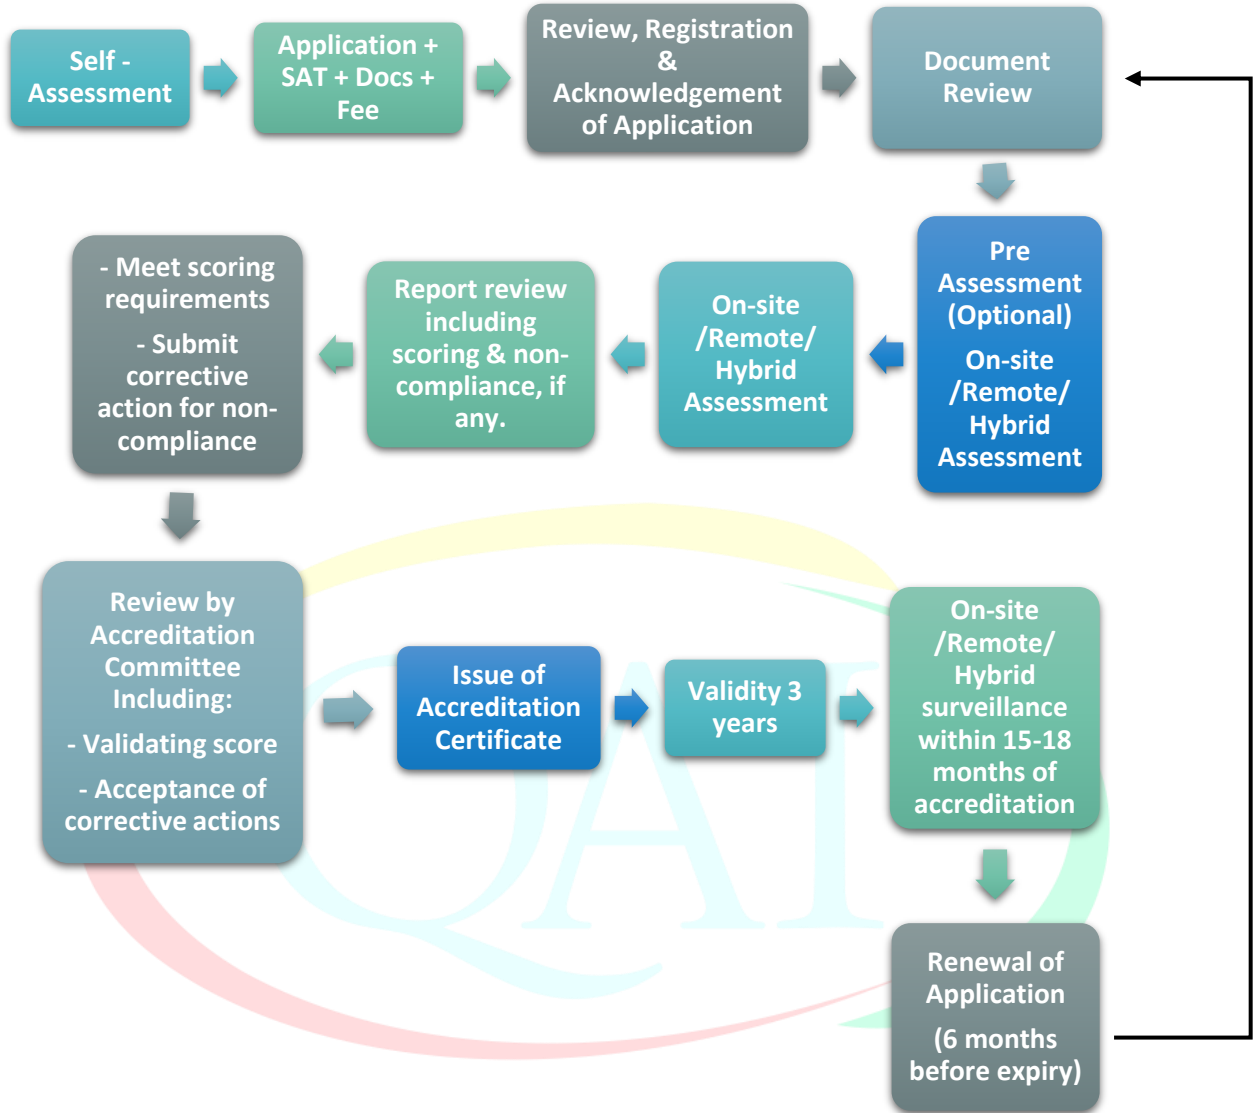 Self -
Assessment
Application +
SAT + Docs +
Fee
Review, Registration
&
Acknowledgement
of Application
Document
Review
Pre
Assessment
(Optional)
On-site
/Remote/
Hybrid
Assessment
On-site
/Remote/
Hybrid
Assessment
Report review
including
scoring & non-
compliance, if
any.
- Meet scoring
requirements
- Submit
corrective
action for non-
compliance
Review by
Accreditation
Committee
Including:
- Validating score
- Acceptance of
corrective actions
Issue of
Accreditation
Certificate
Validity 3
years
On-site
/Remote/
Hybrid
surveillance
within 15-18
months of
accreditation
Renewal of
Application
(6 months
before expiry)
QAI